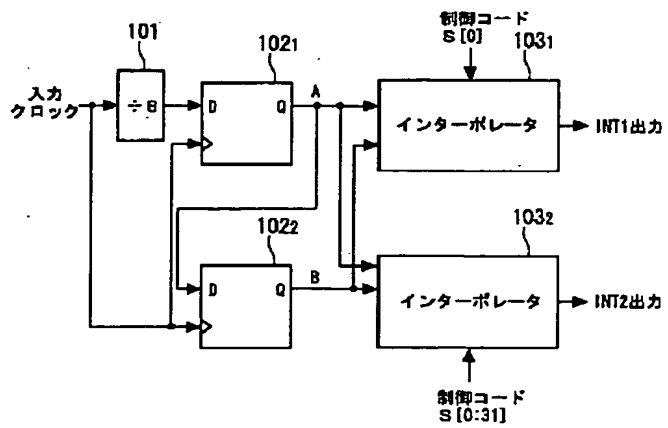 制御コード
S[0]
101
102₁
103₁
入力
クロック
÷8
D
Q
A
インターポレータ
INT1出力
102₂
103₂
D
Q
B
インターポレータ
INT2出力
制御コード
S[0:31]